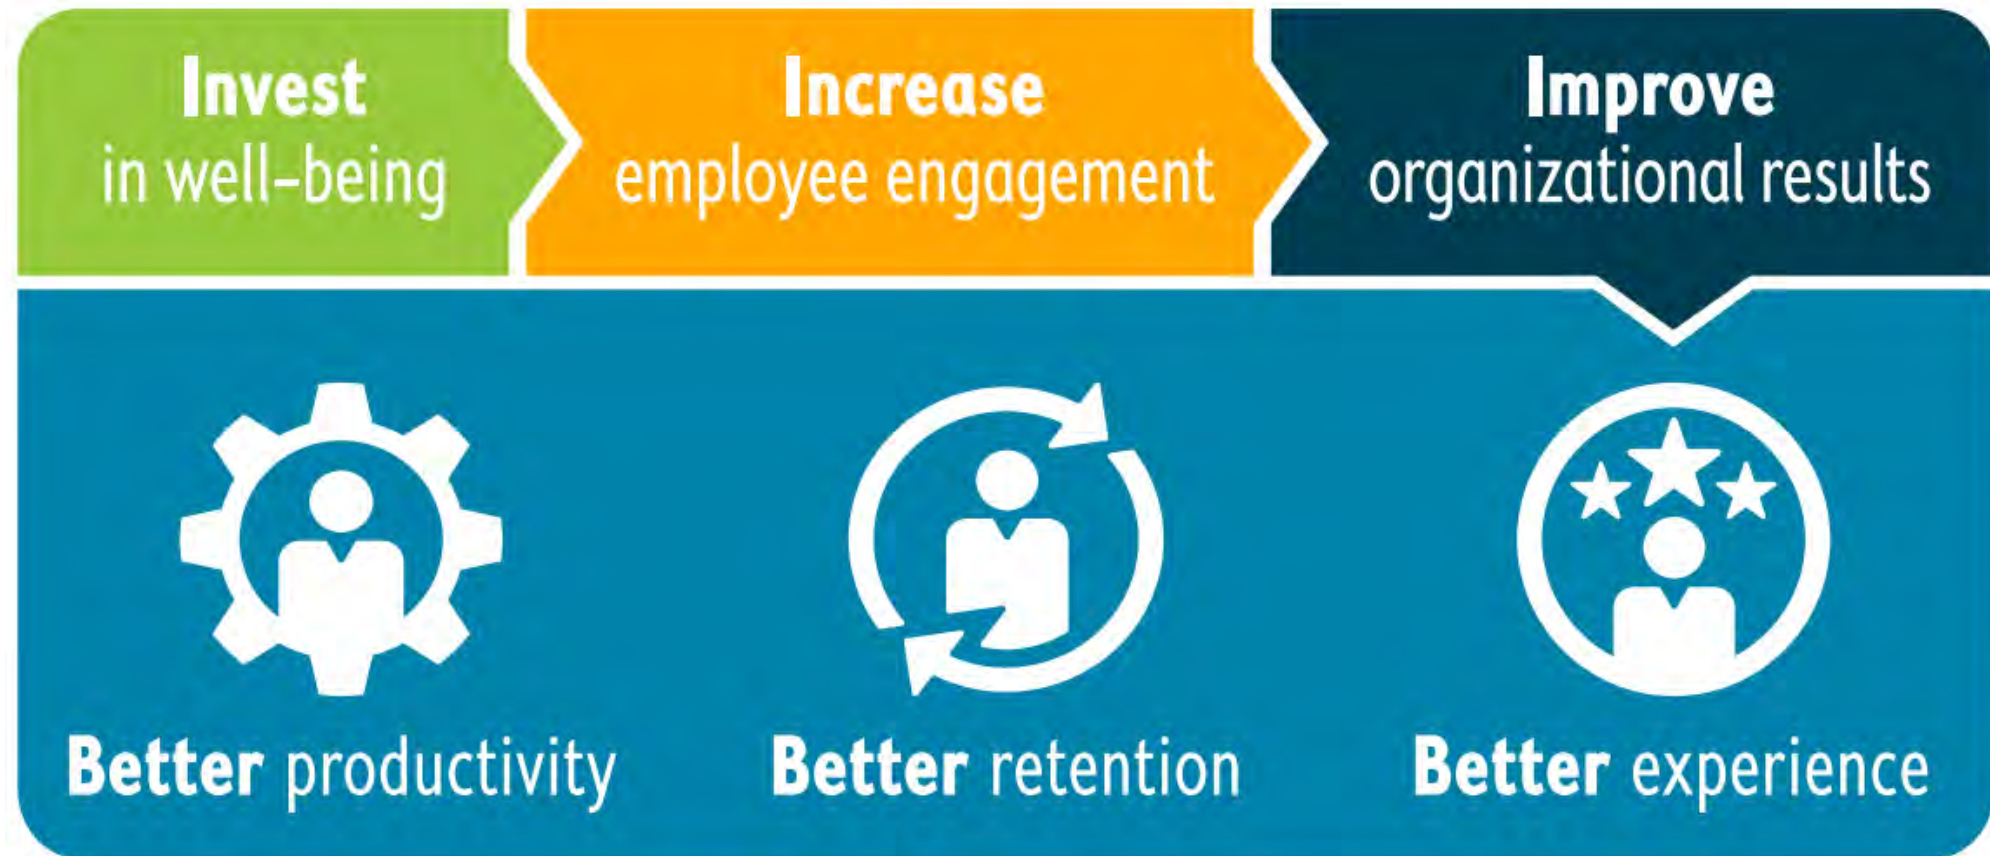 Invest
in well-being
Increase
employee engagement
Improve
organizational results
Better productivity
Better retention
Better experience